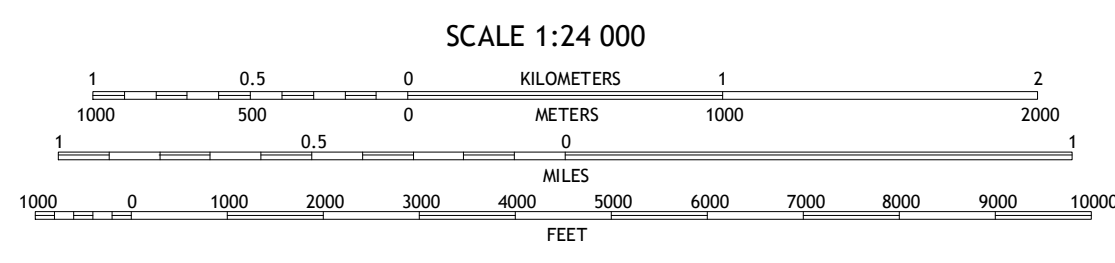 SCALE 1:24 000
1 0.5 0 KILOMETERS 1 2
1000 500 0 METERS 1000 2000
1 0.5 0 1
MILES
1000 0 1000 2000 3000 4000 5000 6000 7000 8000 9000 10000
FEET